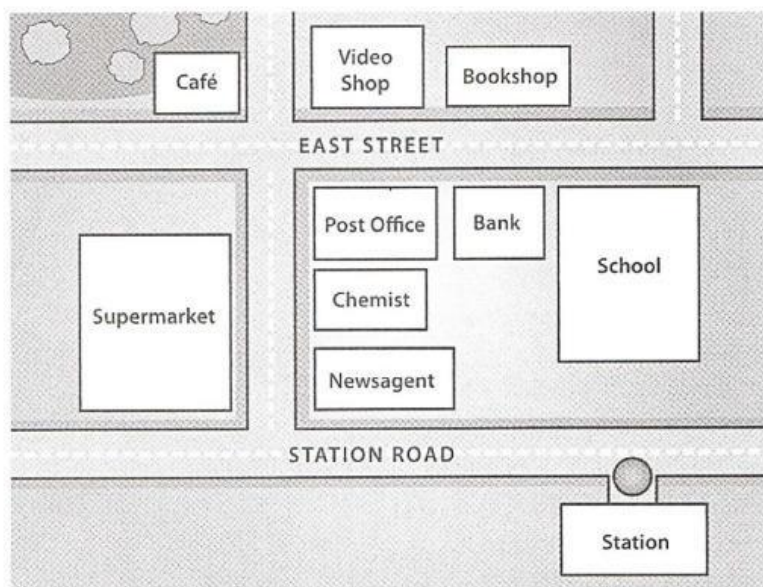 Video
Shop
Café
Bookshop
EAST STREET
Post Office
Bank
School
Chemist
Supermarket
Newsagent
STATION ROAD
Station